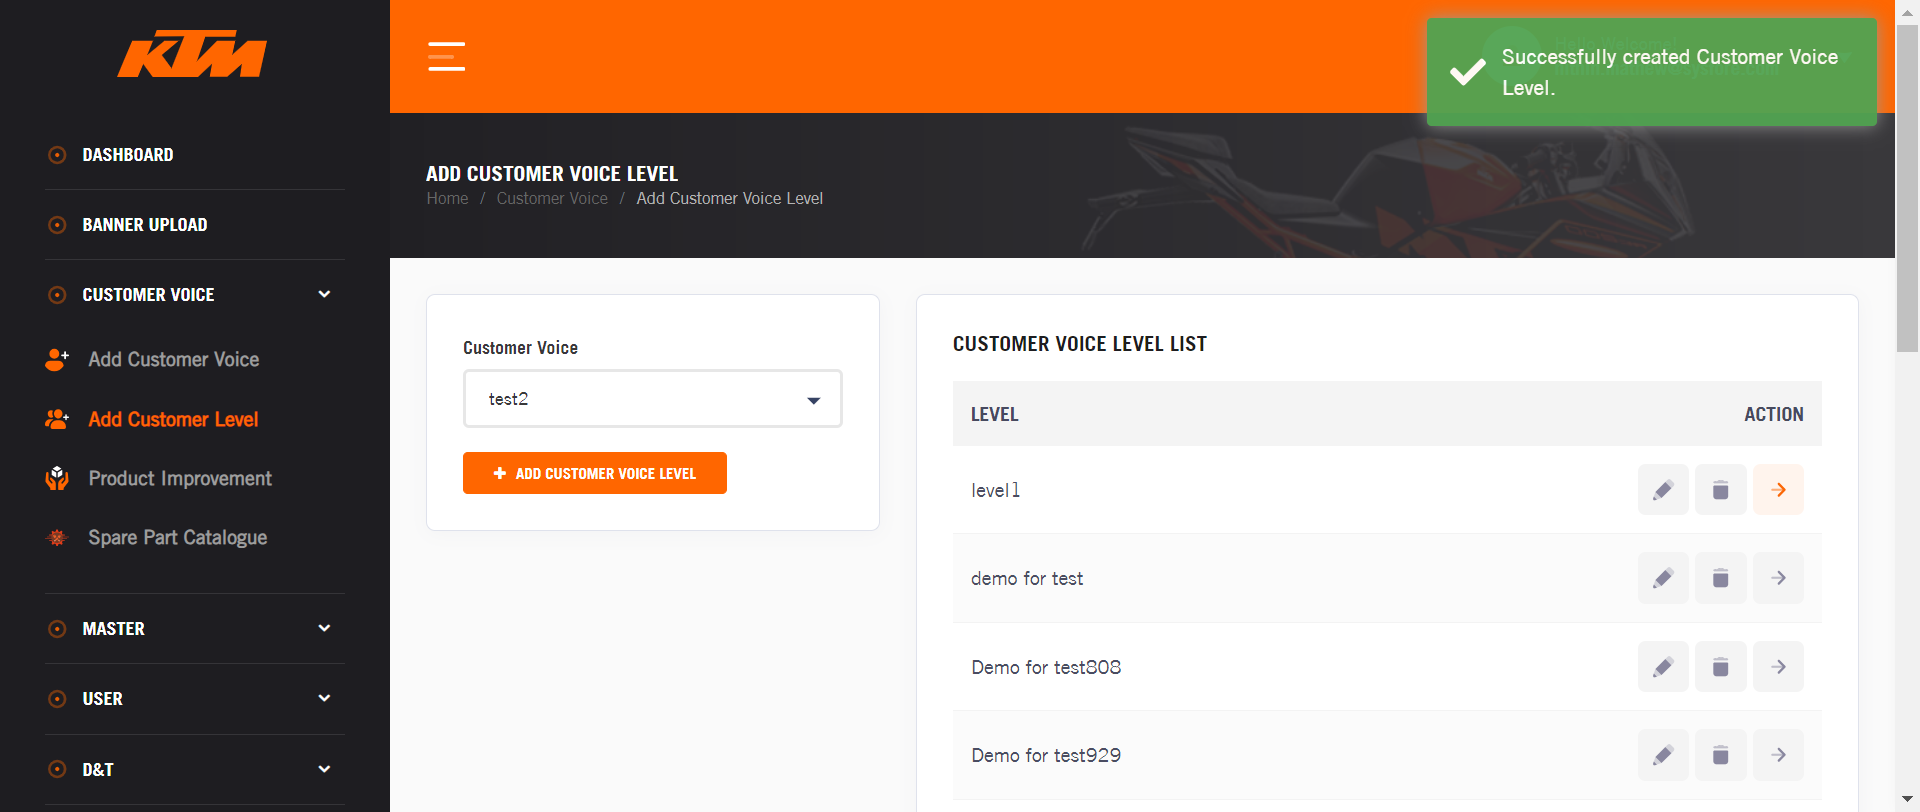 KTM
DASHBOARD
BANNER UPLOAD
CUSTOMER VOICE
Add Customer Voice
Add Customer Level
Product Improvement
Spare Part Catalogue
MASTER
USER
D&T
Successfully created Customer Voice
Level.
ADD CUSTOMER VOICE LEVEL
Home / Customer Voice / Add Customer Voice Level
Customer Voice
test2
ADD CUSTOMER VOICE LEVEL
CUSTOMER VOICE LEVEL LIST
LEVEL ACTION
level1
demo for test
Demo for test808
Demo for test929